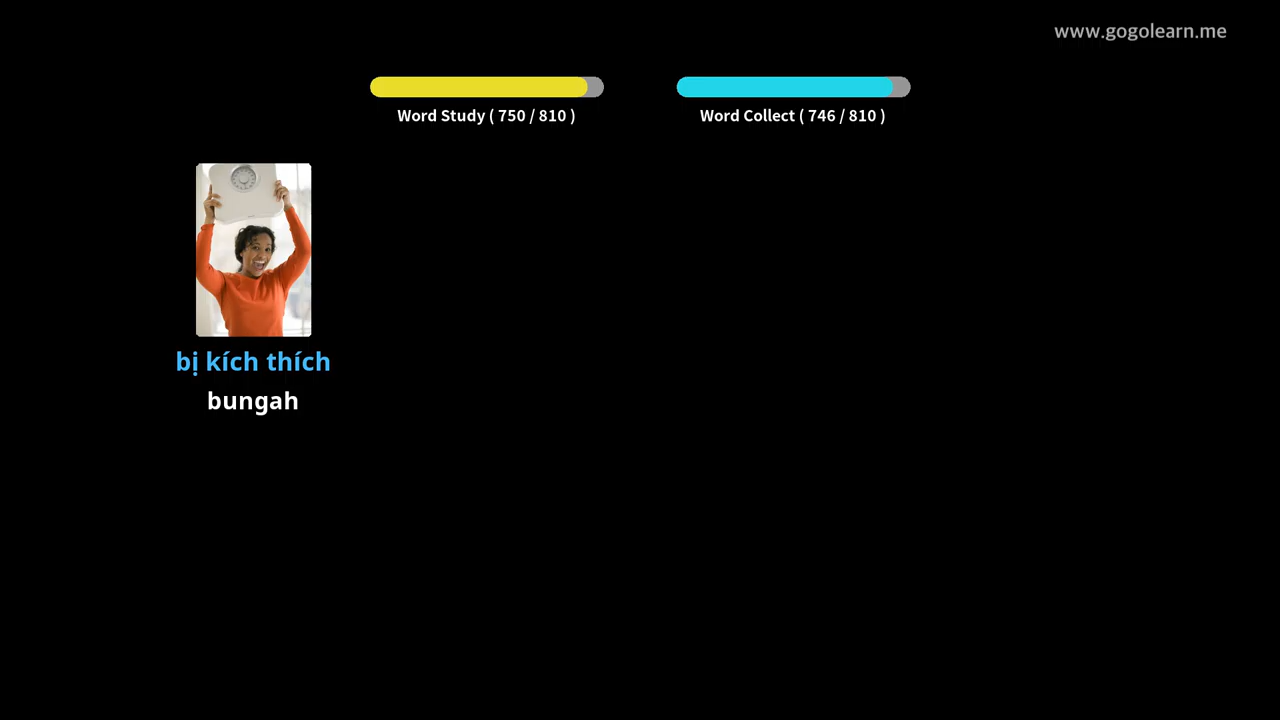 www.gogolearn.me
Word Study ( 750 / 810 )
Word Collect ( 746 / 810 )
bị kích thích
bungah